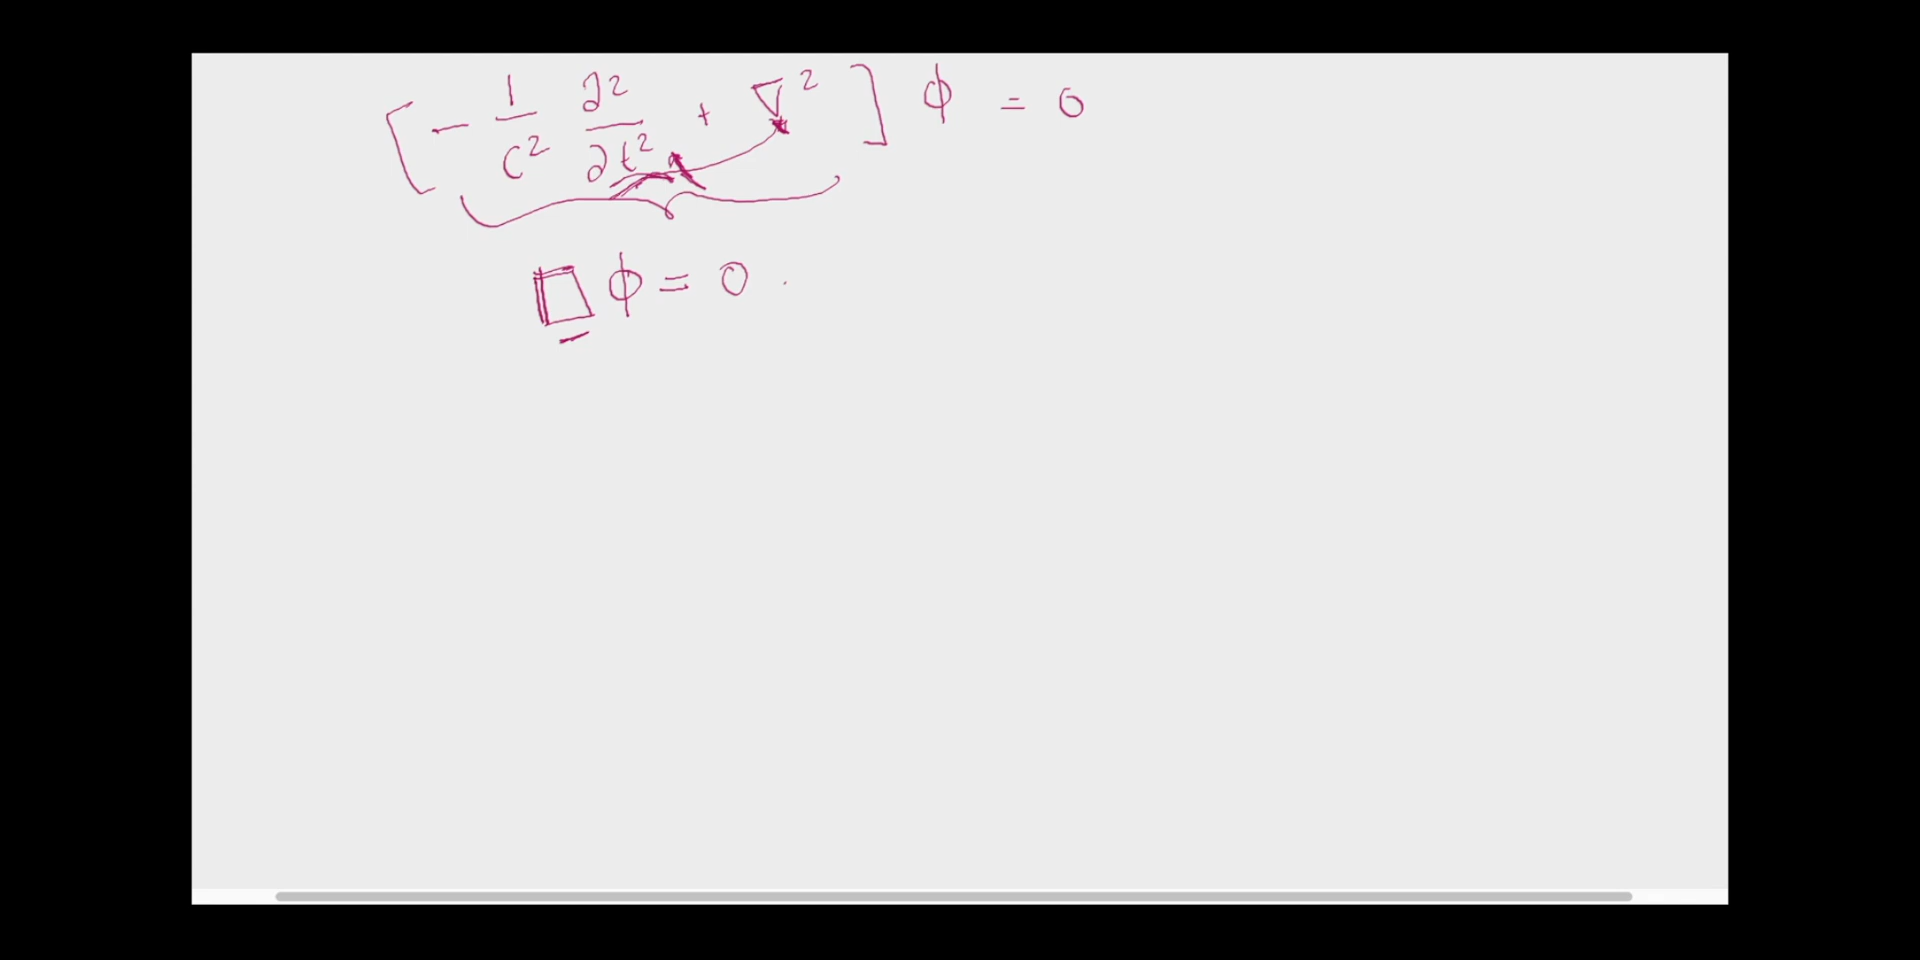 [ - 1/c² ∂²/∂t² + ∇² ] ϕ = 0
□ ϕ = 0 .